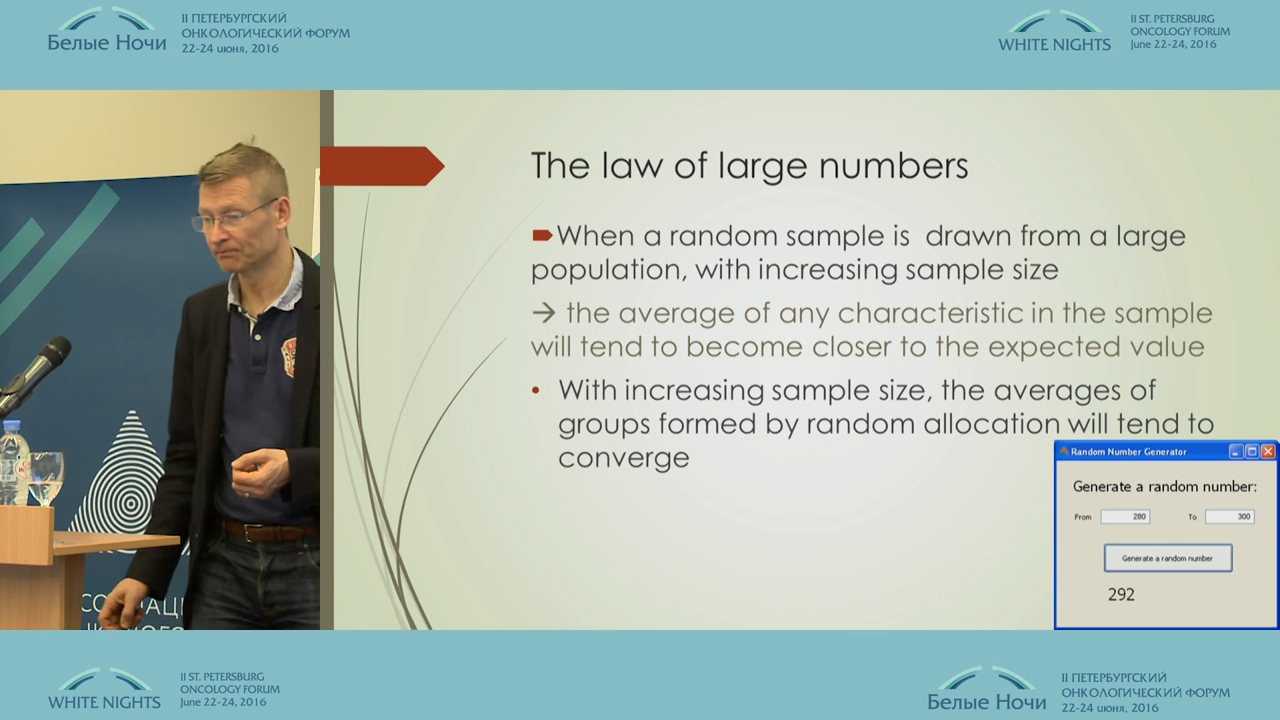 II ПЕТЕРБУРГСКИЙ
ОНКОЛОГИЧЕСКИЙ ФОРУМ
22-24 июня, 2016
Белые Ночи
II ST. PETERSBURG
ONCOLOGY FORUM
June 22-24, 2016
WHITE NIGHTS
The law of large numbers
When a random sample is drawn from a large
population, with increasing sample size
→ the average of any characteristic in the sample
will tend to become closer to the expected value
• With increasing sample size, the averages of
groups formed by random allocation will tend to
converge
Random Number Generator
Generate a random number:
From 280 To 300
Generate a random number
292
II ST. PETERSBURG
ONCOLOGY FORUM
June 22-24, 2016
WHITE NIGHTS
II ПЕТЕРБУРГСКИЙ
ОНКОЛОГИЧЕСКИЙ ФОРУМ
22-24 июня, 2016
Белые Ночи